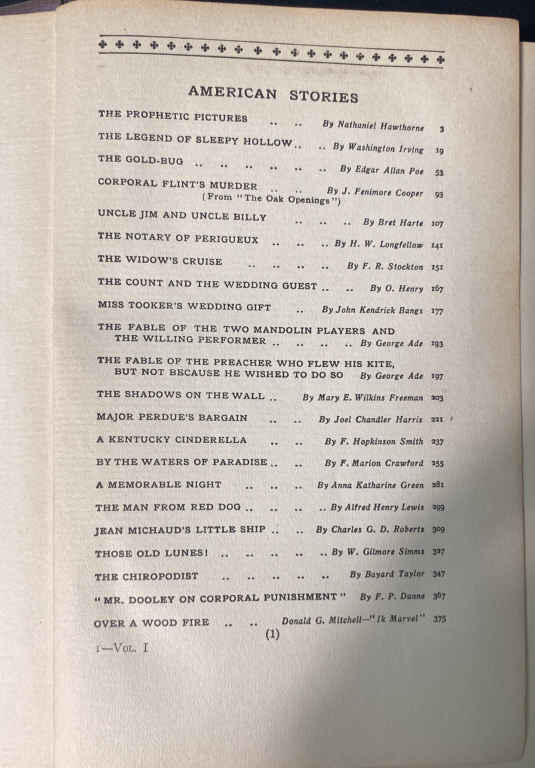 AMERICAN STORIES
THE PROPHETIC PICTURES .. .. By Nathaniel Hawthorne 3
THE LEGEND OF SLEEPY HOLLOW .. .. By Washington Irving 19
THE GOLD-BUG .. .. .. .. .. .. By Edgar Allan Poe 53
CORPORAL FLINT'S MURDER .. .. By J. Fenimore Cooper 93
(From "The Oak Openings")
UNCLE JIM AND UNCLE BILLY .. .. .. By Bret Harte 107
THE NOTARY OF PERIGUEUX .. .. .. By H. W. Longfellow 141
THE WIDOW'S CRUISE .. .. .. .. By F. R. Stockton 151
THE COUNT AND THE WEDDING GUEST .. .. By O. Henry 167
MISS TOOKER'S WEDDING GIFT .. By John Kendrick Bangs 177
THE FABLE OF THE TWO MANDOLIN PLAYERS AND
THE WILLING PERFORMER .. .. .. .. By George Ade 193
THE FABLE OF THE PREACHER WHO FLEW HIS KITE,
BUT NOT BECAUSE HE WISHED TO DO SO By George Ade 197
THE SHADOWS ON THE WALL .. By Mary E. Wilkins Freeman 203
MAJOR PERDUE'S BARGAIN .. .. By Joel Chandler Harris 221
A KENTUCKY CINDERELLA .. .. By F. Hopkinson Smith 237
BY THE WATERS OF PARADISE .. .. By F. Marion Crawford 255
A MEMORABLE NIGHT .. .. .. By Anna Katharine Green 281
THE MAN FROM RED DOG .. .. .. .. By Alfred Henry Lewis 299
JEAN MICHAUD'S LITTLE SHIP .. .. By Charles G. D. Roberts 309
THOSE OLD LUNES! .. .. .. .. .. By W. Gilmore Simms 327
THE CHIROPODIST .. .. .. .. .. By Bayard Taylor 347
"MR. DOOLEY ON CORPORAL PUNISHMENT" By F. P. Dunne 367
OVER A WOOD FIRE .. .. Donald G. Mitchell—"Ik Marvel" 375
(1)
1—VOL. I